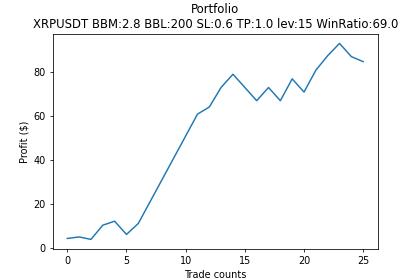 Portfolio
XRPUSDT BBM:2.8 BBL:200 SL:0.6 TP:1.0 lev:15 WinRatio:69.0
Profit ($)
80
60
40
20
0
0 5 10 15 20 25
Trade counts